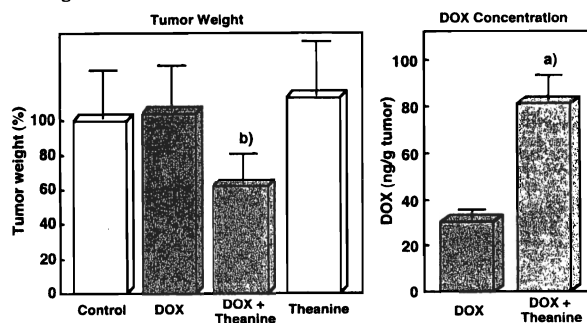 Tumor Weight
Tumor weight (%)
100
80
60
40
20
0
b)
Control
DOX
DOX +
Theanine
Theanine
DOX Concentration
DOX (ng/g tumor)
100
80
60
40
20
0
a)
DOX
DOX +
Theanine